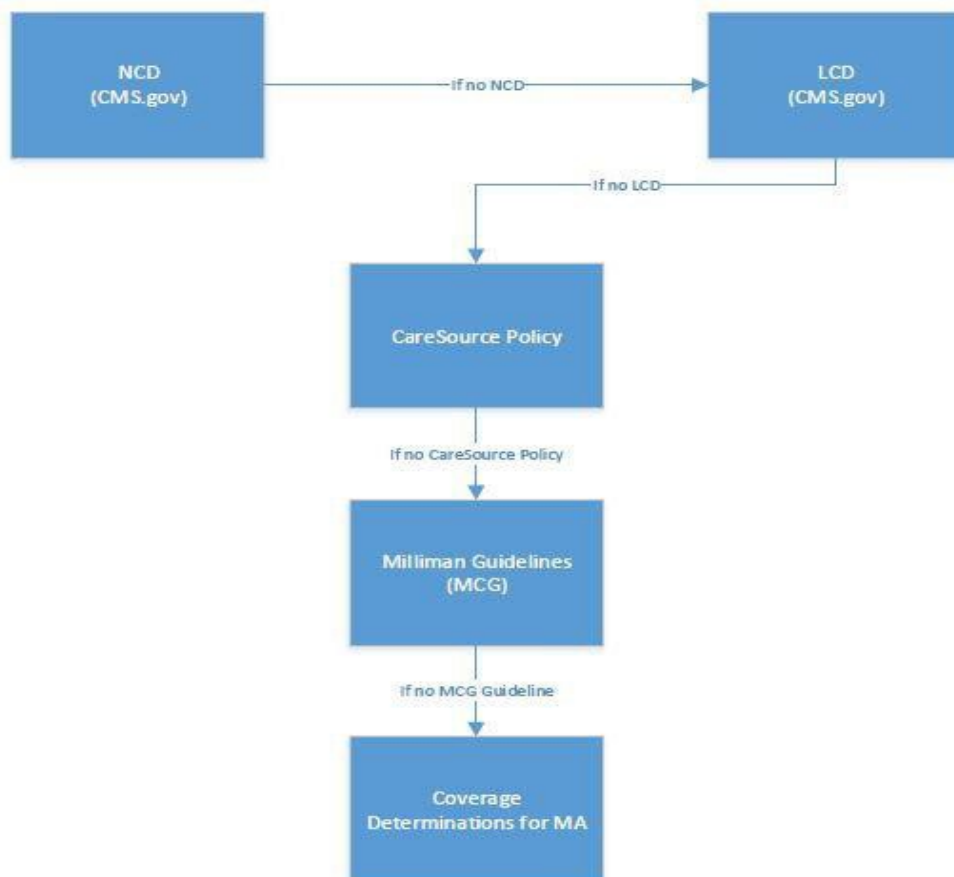 NCD
(CMS.gov)
If no NCD
LCD
(CMS.gov)
If no LCD
CareSource Policy
If no CareSource Policy
Milliman Guidelines
(MCG)
If no MCG Guideline
Coverage
Determinations for MA